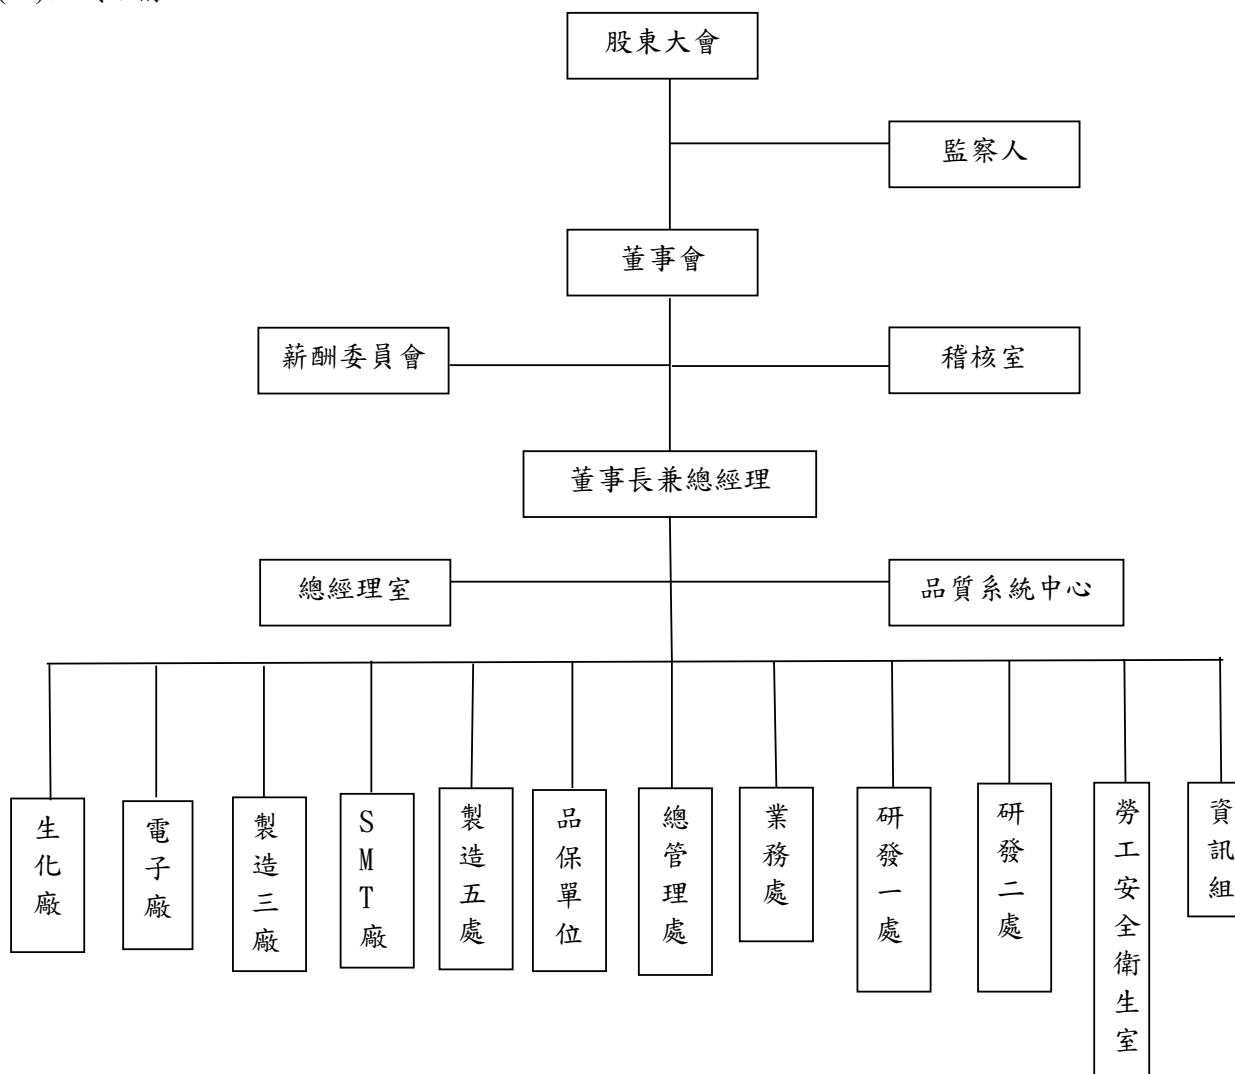 股東大會
監察人
董事會
薪酬委員會
稽核室
董事長兼總經理
總經理室
品質系統中心
生化廠
電子廠
製造三廠
SMT廠
製造五處
品保單位
總管理處
業務處
研發一處
研發二處
勞工安全衛生室
資訊組